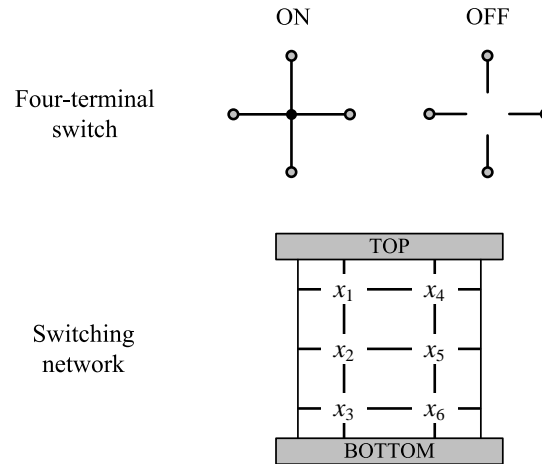 ON OFF
Four-terminal
switch
TOP
x₁ x₄
Switching
network
x₂ x₅
x₃ x₆
BOTTOM